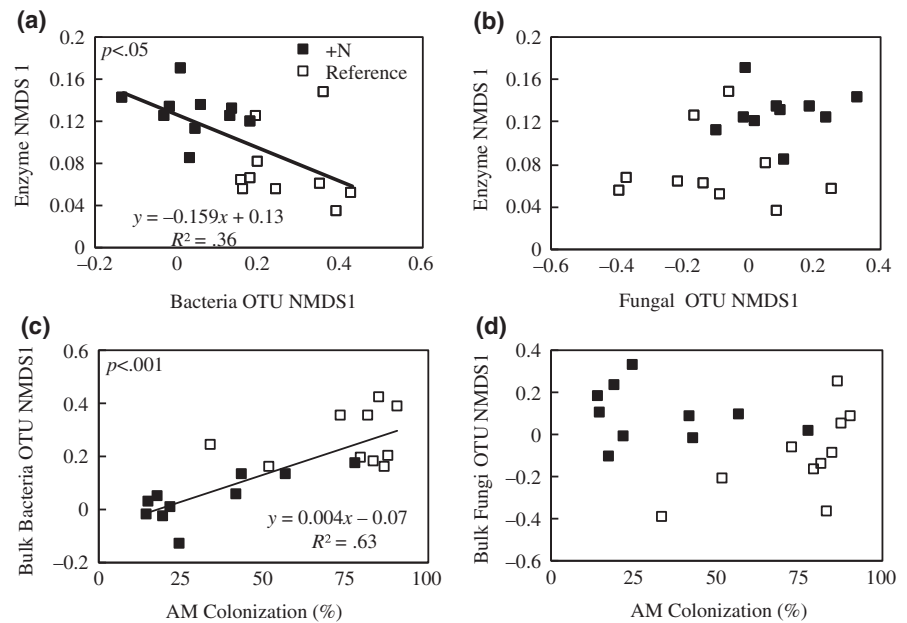 (a)
Enzyme NMDS 1
0.2
0.16
0.12
0.08
0.04
0
p<.05
+N
Reference
y = −0.159x + 0.13
R² = .36
−0.2
0
0.2
0.4
0.6
Bacteria OTU NMDS1
(b)
Enzyme NMDS 1
0.2
0.16
0.12
0.08
0.04
0
−0.6
−0.4
−0.2
0
0.2
0.4
Fungal OTU NMDS1
(c)
Bulk Bacteria OTU NMDS1
0.6
0.4
0.2
0
−0.2
p<.001
y = 0.004x − 0.07
R² = .63
0
25
50
75
100
AM Colonization (%)
(d)
Bulk Fungi OTU NMDS1
0.4
0.2
0
−0.2
−0.4
−0.6
0
25
50
75
100
AM Colonization (%)